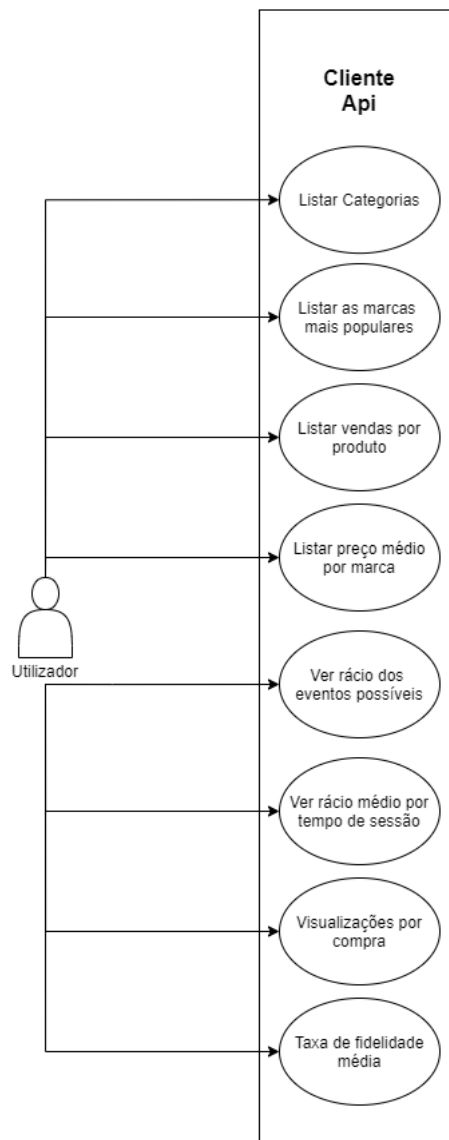 Cliente
Api
Listar Categorias
Listar as marcas
mais populares
Listar vendas por
produto
Listar preço médio
por marca
Utilizador
Ver rácio dos
eventos possíveis
Ver rácio médio por
tempo de sessão
Visualizações por
compra
Taxa de fidelidade
média